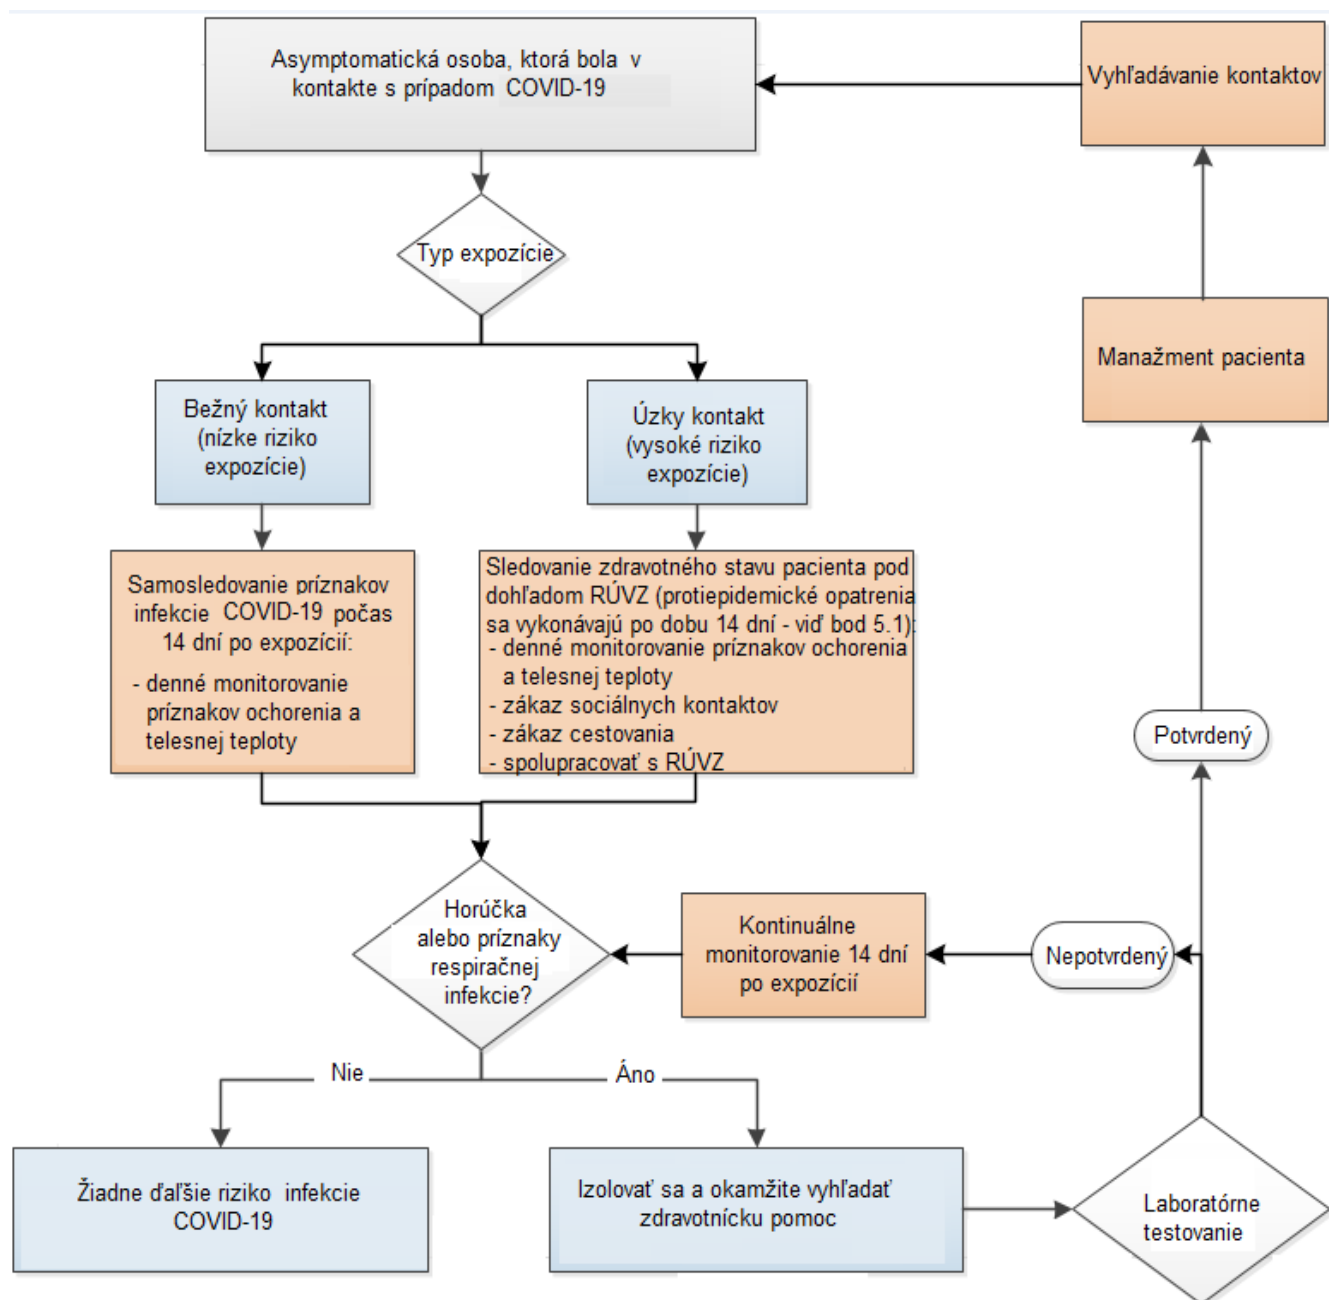 Asymptomatická osoba, ktorá bola v
kontakte s prípadom COVID-19
Vyhľadávanie kontaktov
Typ expozície
Manažment pacienta
Bežný kontakt
(nízke riziko
expozície)
Úzky kontakt
(vysoké riziko
expozície)
Samosledovanie príznakov
infekcie COVID-19 počas
14 dní po expozícií:
- denné monitorovanie
príznakov ochorenia a
telesnej teploty
Sledovanie zdravotného stavu pacienta pod
dohľadom RÚVZ (protiepidemické opatrenia
sa vykonávajú po dobu 14 dní - viď bod 5.1):
- denné monitorovanie príznakov ochorenia
a telesnej teploty
- zákaz sociálnych kontaktov
- zákaz cestovania
- spolupracovať s RÚVZ
Potvrdený
Horúčka
alebo príznaky
respiračnej
infekcie?
Kontinuálne
monitorovanie 14 dní
po expozícií
Nepotvrdený
Nie
Áno
Žiadne ďaľšie riziko infekcie
COVID-19
Izolovať sa a okamžite vyhľadať
zdravotnícku pomoc
Laboratórne
testovanie